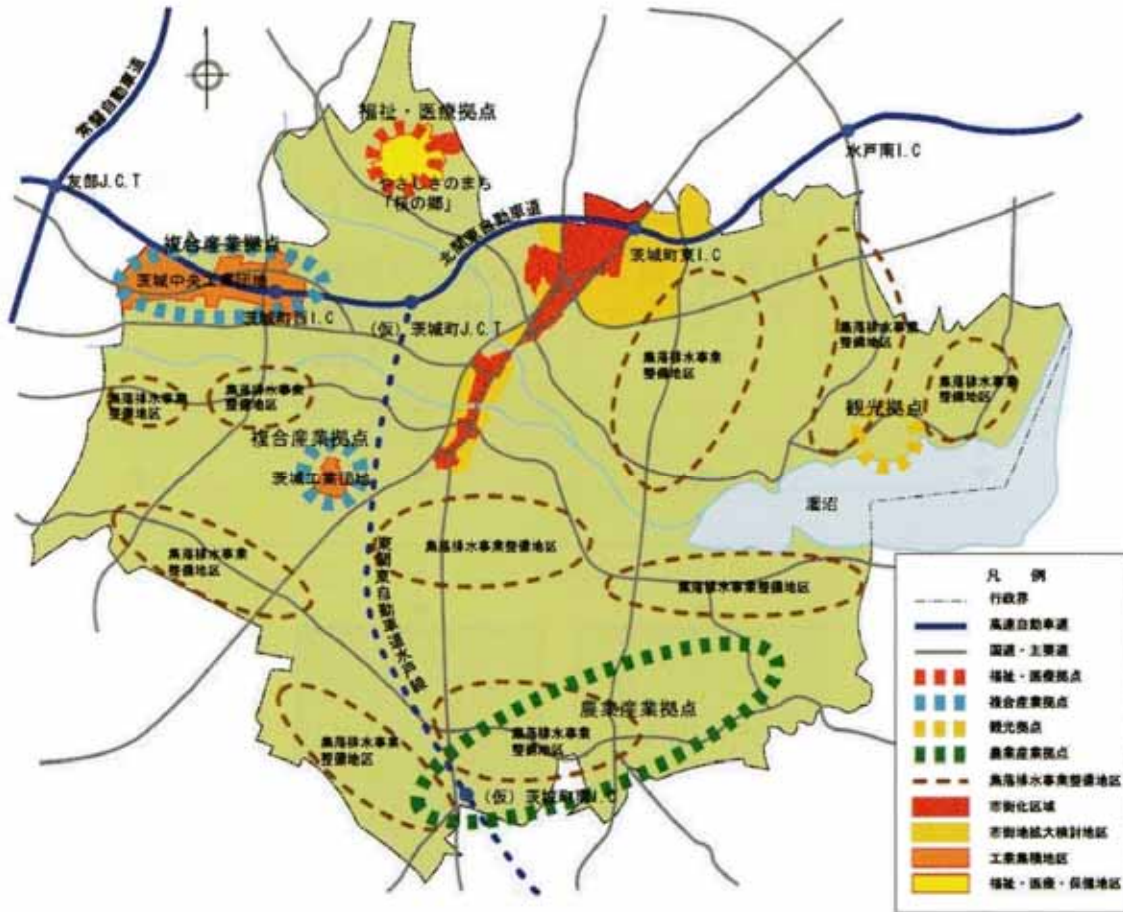 常磐自動車道
福祉・医療拠点
水戸南I.C
友部J.C.T
やさしさのまち
「桜の郷」
北関東自動車道
複合産業拠点
茨城町東I.C
茨城中央工業団地
茨城町西I.C
(仮)茨城町J.C.T
集落排水事業
整備地区
集落排水事業
整備地区
集落排水事業
整備地区
集落排水事業
整備地区
集落排水事業
整備地区
観光拠点
複合産業拠点
茨城工業団地
涸沼
集落排水事業整備地区
集落排水事業
整備地区
集落排水事業整備地区
東関東自動車道水戸線
農業産業拠点
集落排水事業
整備地区
集落排水事業
整備地区
(仮)茨城町南I.C
凡 例
行政界
高速自動車道
国道・主要道
福祉・医療拠点
複合産業拠点
観光拠点
農業産業拠点
集落排水事業整備地区
市街化区域
市街地拡大検討地区
工業集積地区
福祉・医療・保健地区